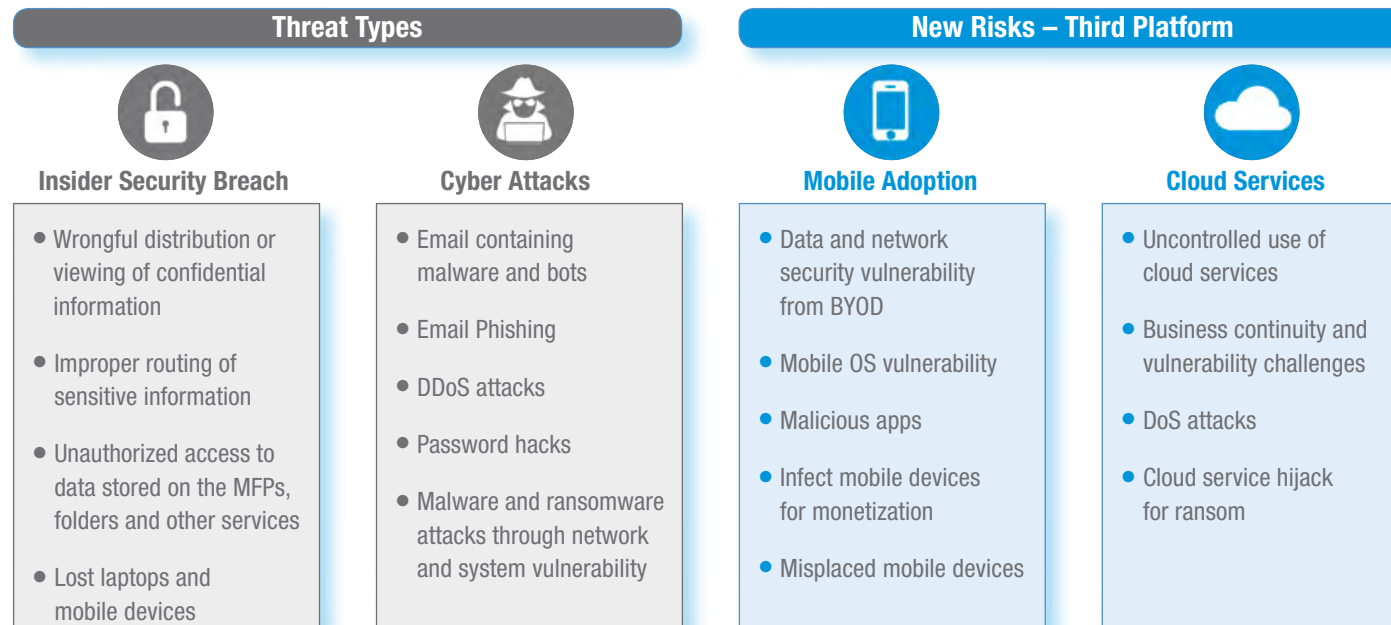 Threat Types
Insider Security Breach
Wrongful distribution or
viewing of confidential
information
Improper routing of
sensitive information
Unauthorized access to
data stored on the MFPs,
folders and other services
Lost laptops and
mobile devices
Cyber Attacks
Email containing
malware and bots
Email Phishing
DDoS attacks
Password hacks
Malware and ransomware
attacks through network
and system vulnerability
New Risks – Third Platform
Mobile Adoption
Data and network
security vulnerability
from BYOD
Mobile OS vulnerability
Malicious apps
Infect mobile devices
for monetization
Misplaced mobile devices
Cloud Services
Uncontrolled use of
cloud services
Business continuity and
vulnerability challenges
DoS attacks
Cloud service hijack
for ransom